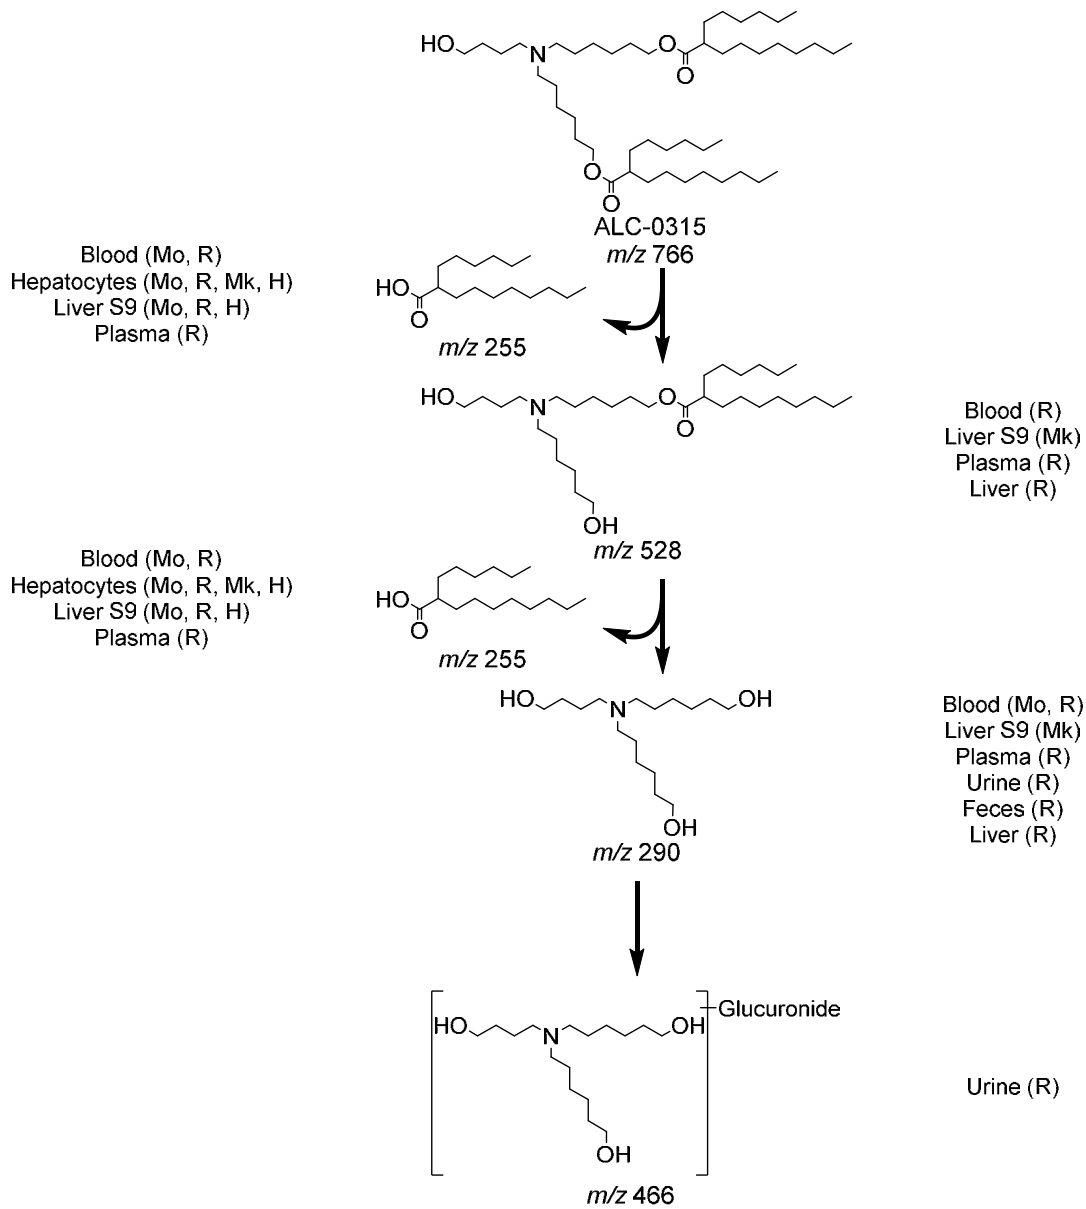 HO
N
O
O
O
O
ALC-0315
m/z 766
Blood (Mo, R)
Hepatocytes (Mo, R, Mk, H)
Liver S9 (Mo, R, H)
Plasma (R)
HO
O
m/z 255
HO
N
O
O
OH
m/z 528
Blood (R)
Liver S9 (Mk)
Plasma (R)
Liver (R)
Blood (Mo, R)
Hepatocytes (Mo, R, Mk, H)
Liver S9 (Mo, R, H)
Plasma (R)
HO
O
m/z 255
HO
N
OH
OH
m/z 290
Blood (Mo, R)
Liver S9 (Mk)
Plasma (R)
Urine (R)
Feces (R)
Liver (R)
Glucuronide
HO
N
OH
OH
m/z 466
Urine (R)